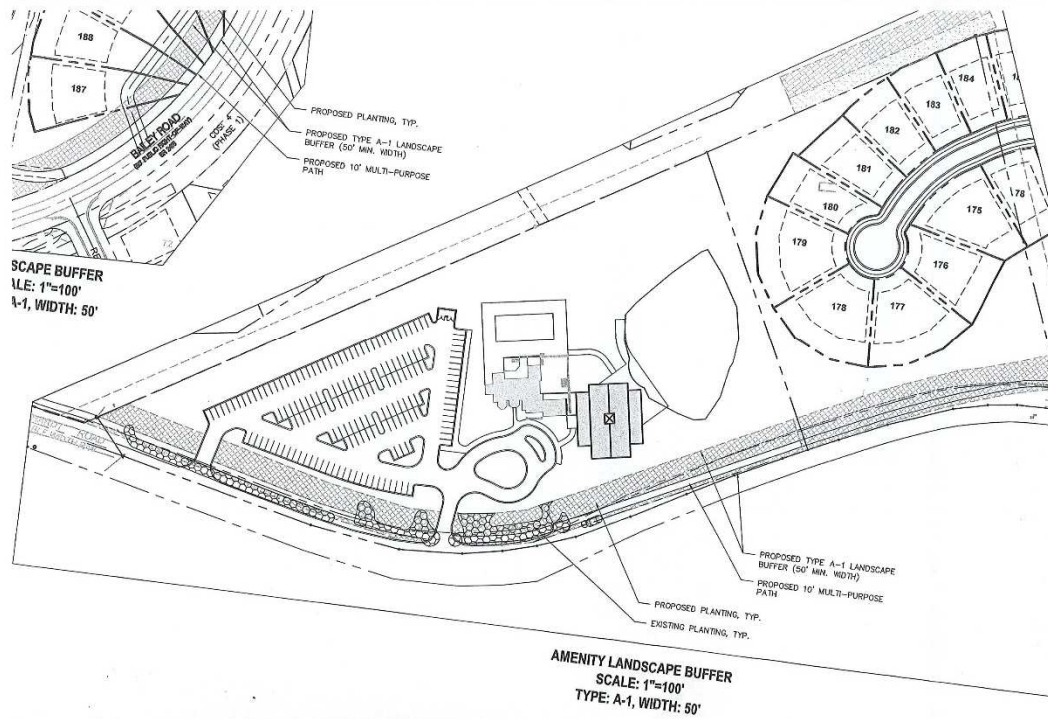 188
187
BAILEY ROAD
(PHASE 1)
PROPOSED PLANTING, TYP.
PROPOSED TYPE A-1 LANDSCAPE
BUFFER (50' MIN. WIDTH)
PROPOSED 10' MULTI-PURPOSE
PATH
72
SCAPE BUFFER
ALE: 1"=100'
A-1, WIDTH: 50'
184
183
182
181
180
179
178
177
176
175
78
ROAD
PROPOSED TYPE A-1 LANDSCAPE
BUFFER (50' MIN. WIDTH)
PROPOSED 10' MULTI-PURPOSE
PATH
PROPOSED PLANTING, TYP.
EXISTING PLANTING, TYP.
AMENITY LANDSCAPE BUFFER
SCALE: 1"=100'
TYPE: A-1, WIDTH: 50'